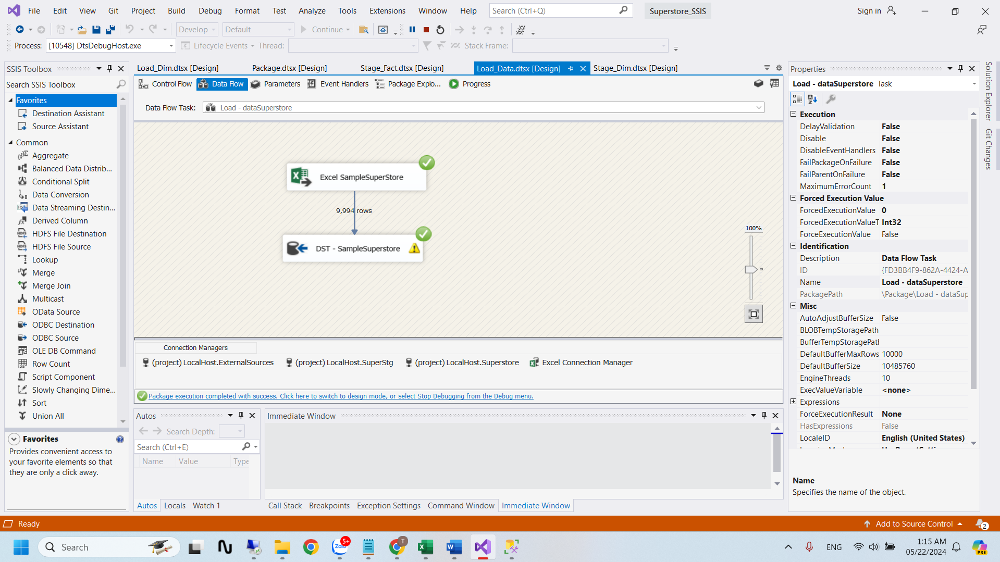 File Edit View Git Project Build Debug Format Test Analyze Tools Extensions Window Help Search (Ctrl+Q) Superstore_SSIS Sign in
Develop Default Continue
Process: [10548] DtsDebugHost.exe Lifecycle Events Thread: Stack Frame:
SSIS Toolbox
Search SSIS Toolbox
Favorites
Destination Assistant
Source Assistant
Common
Aggregate
Balanced Data Distrib...
Conditional Split
Data Conversion
Data Streaming Destin...
Derived Column
HDFS File Destination
HDFS File Source
Lookup
Merge
Merge Join
Multicast
OData Source
ODBC Destination
ODBC Source
OLE DB Command
Row Count
Script Component
Slowly Changing Dime...
Sort
Union All
Favorites
Provides convenient access to
your favorite elements so that
they are only a click away.
Load_Dim.dtsx [Design] Package.dtsx [Design] Stage_Fact.dtsx [Design] Load_Data.dtsx [Design] Stage_Dim.dtsx [Design]
Control Flow Data Flow Parameters Event Handlers Package Explo... Progress
Data Flow Task: Load - dataSuperstore
Excel SampleSuperStore
9,994 rows
DST - SampleSuperstore
100%
Connection Managers
(project) LocalHost.ExternalSources (project) LocalHost.SuperStg (project) LocalHost.Superstore Excel Connection Manager
Package execution completed with success. Click here to switch to design mode, or select Stop Debugging from the Debug menu.
Autos
Search Depth:
Search (Ctrl+E)
Name Value Type
Autos Locals Watch 1
Immediate Window
Call Stack Breakpoints Exception Settings Command Window Immediate Window
Properties
Load - dataSuperstore Task
Execution
DelayValidation False
Disable False
DisableEventHandlers False
FailPackageOnFailure False
FailParentOnFailure False
MaximumErrorCount 1
Forced Execution Value
ForcedExecutionValue 0
ForcedExecutionValueT Int32
ForceExecutionValue False
Identification
Description Data Flow Task
ID {FD3BB4F9-862A-4424-A
Name Load - dataSuperstore
PackagePath \Package\Load - dataSup
Misc
AutoAdjustBufferSize False
BLOBTempStoragePath
BufferTempStoragePath
DefaultBufferMaxRows 10000
DefaultBufferSize 10485760
EngineThreads 10
ExecValueVariable <none>
Expressions
ForceExecutionResult None
HasExpressions False
LocaleID English (United States)
Name
Specifies the name of the object.
Solution Explorer
Git Changes
Ready Add to Source Control 2
Search Zalo 5+ T ENG 1:15 AM
05/22/2024 PRE